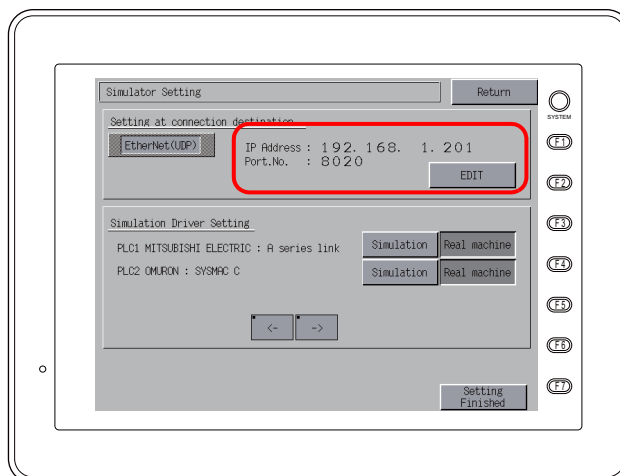 Simulator Setting
Return
Setting at connection destination
EtherNet(UDP)
IP Address : 192. 168. 1. 201
Port.No. : 8020
EDIT
Simulation Driver Setting
PLC1 MITSUBISHI ELECTRIC : A series link
Simulation
Real machine
PLC2 OMURON : SYSMAC C
Simulation
Real machine
<-
->
Setting
Finished
SYSTEM
F1
F2
F3
F4
F5
F6
F7